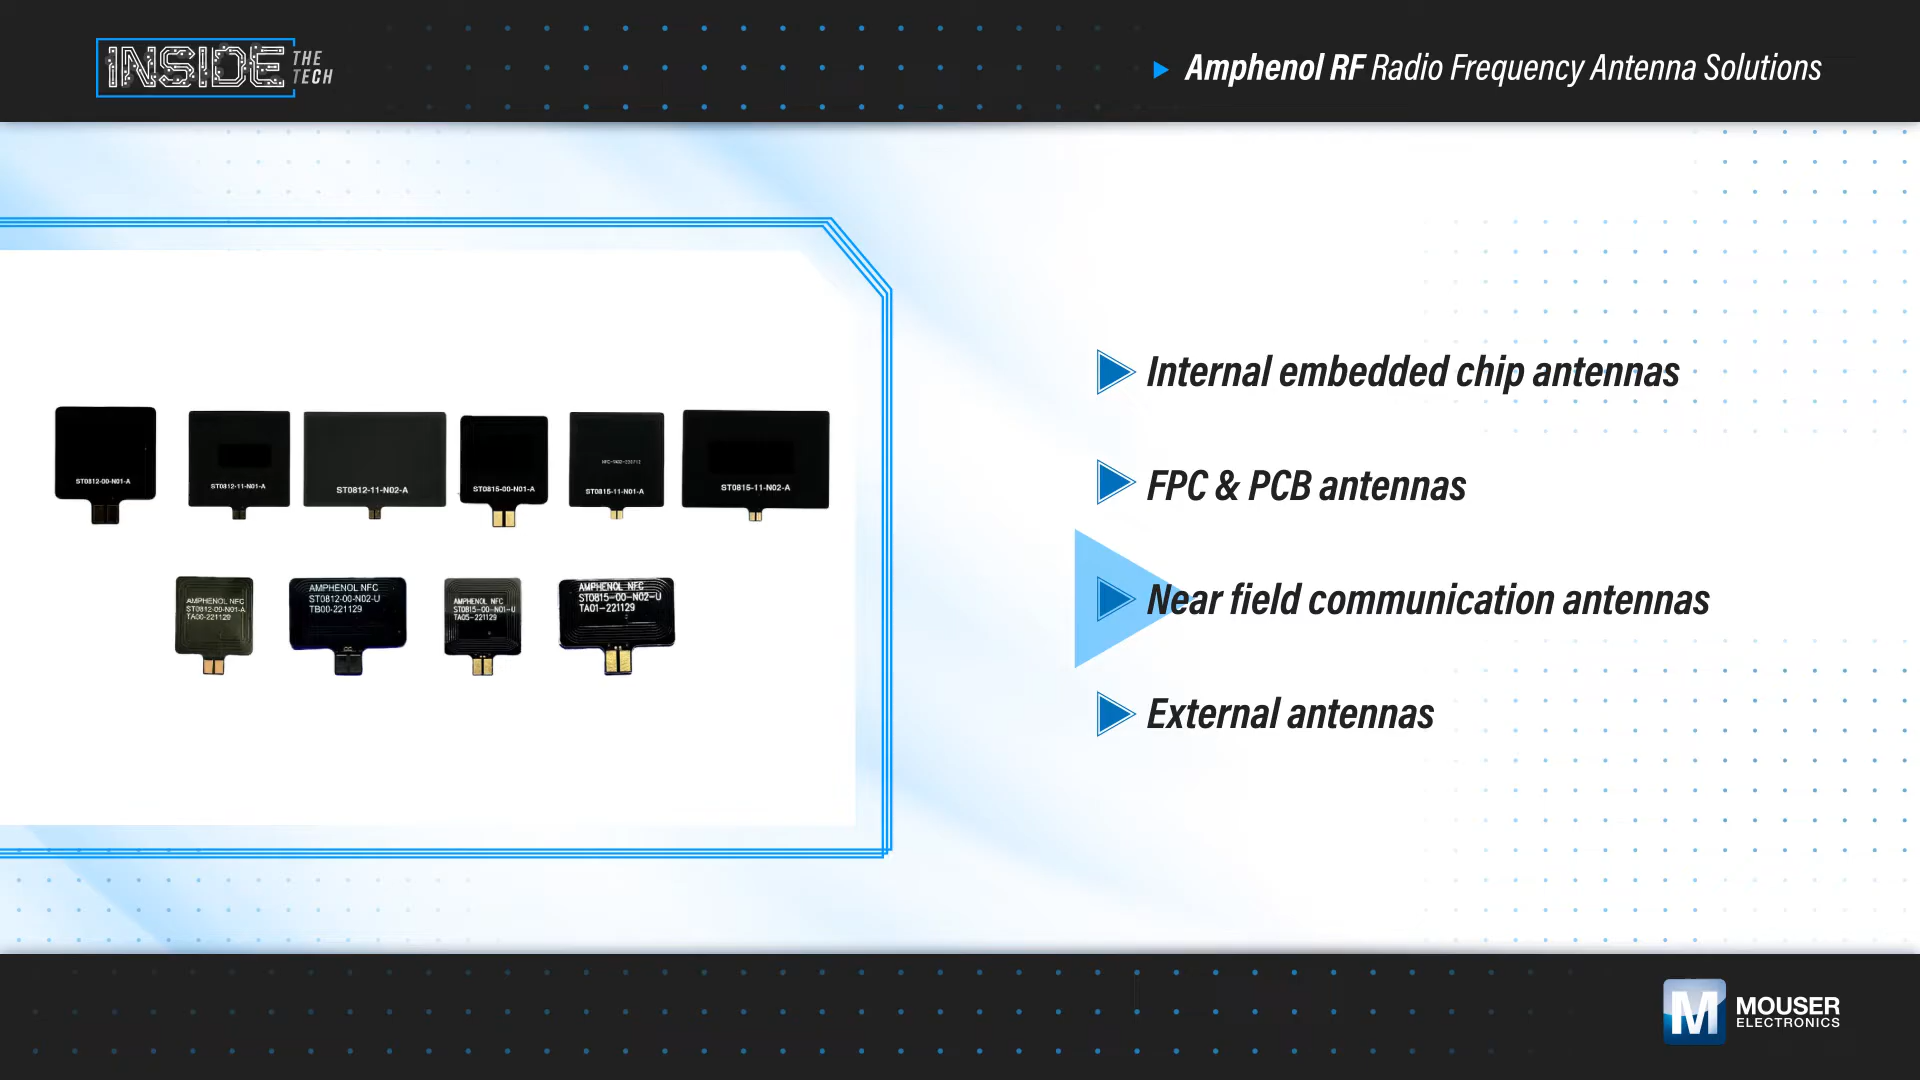 INSIDE THE TECH
Amphenol RF Radio Frequency Antenna Solutions
ST0812-00-N01-A
ST0812-11-N01-A
ST0812-11-N02-A
ST0815-00-N01-A
NFC-YN02-220712
ST0815-11-N01-A
ST0815-11-N02-A
AMPHENOL NFC
ST0812-00-N01-A
TA00-221129
AMPHENOL NFC
ST0812-00-N02-U
TB00-221129
AMPHENOL NFC
ST0815-00-N01-U
TA05-221129
AMPHENOL NFC
ST0815-00-N02-U
TA01-221129
Internal embedded chip antennas
FPC & PCB antennas
Near field communication antennas
External antennas
M MOUSER
ELECTRONICS